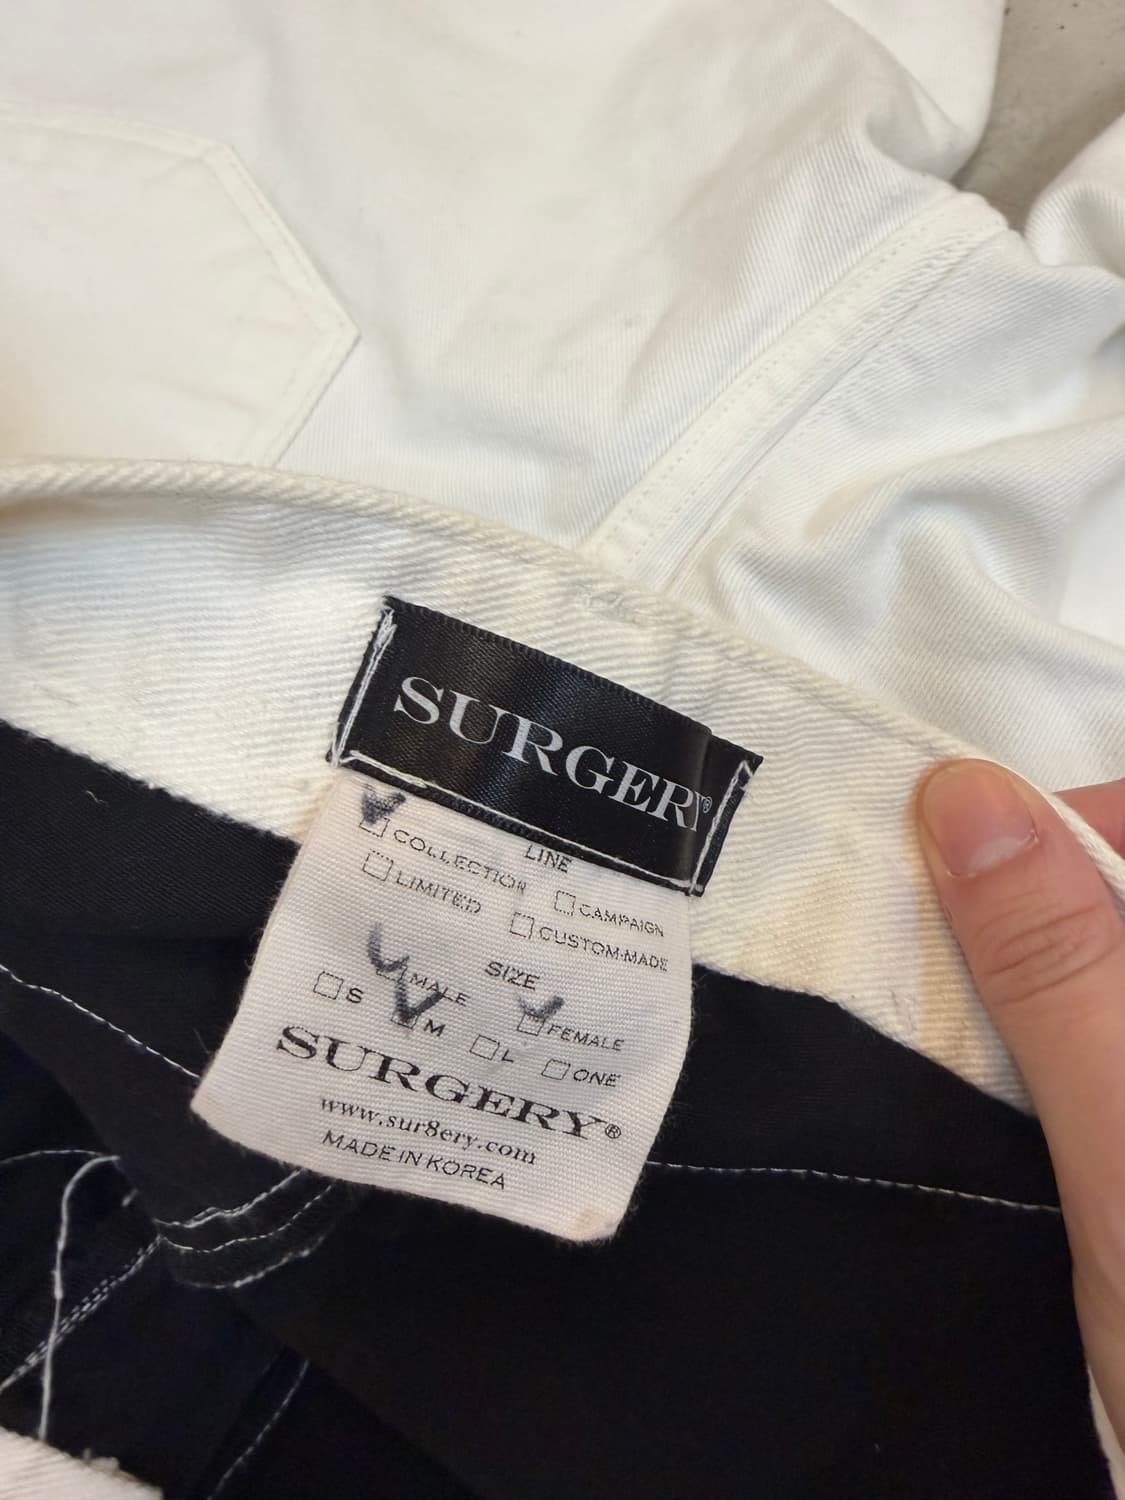 SURGERY®
LINE
COLLECTION CAMPAIGN
LIMITED CUSTOM-MADE
SIZE
MALE FEMALE
S M L ONE
SURGERY®
www.sur8ery.com
MADE IN KOREA